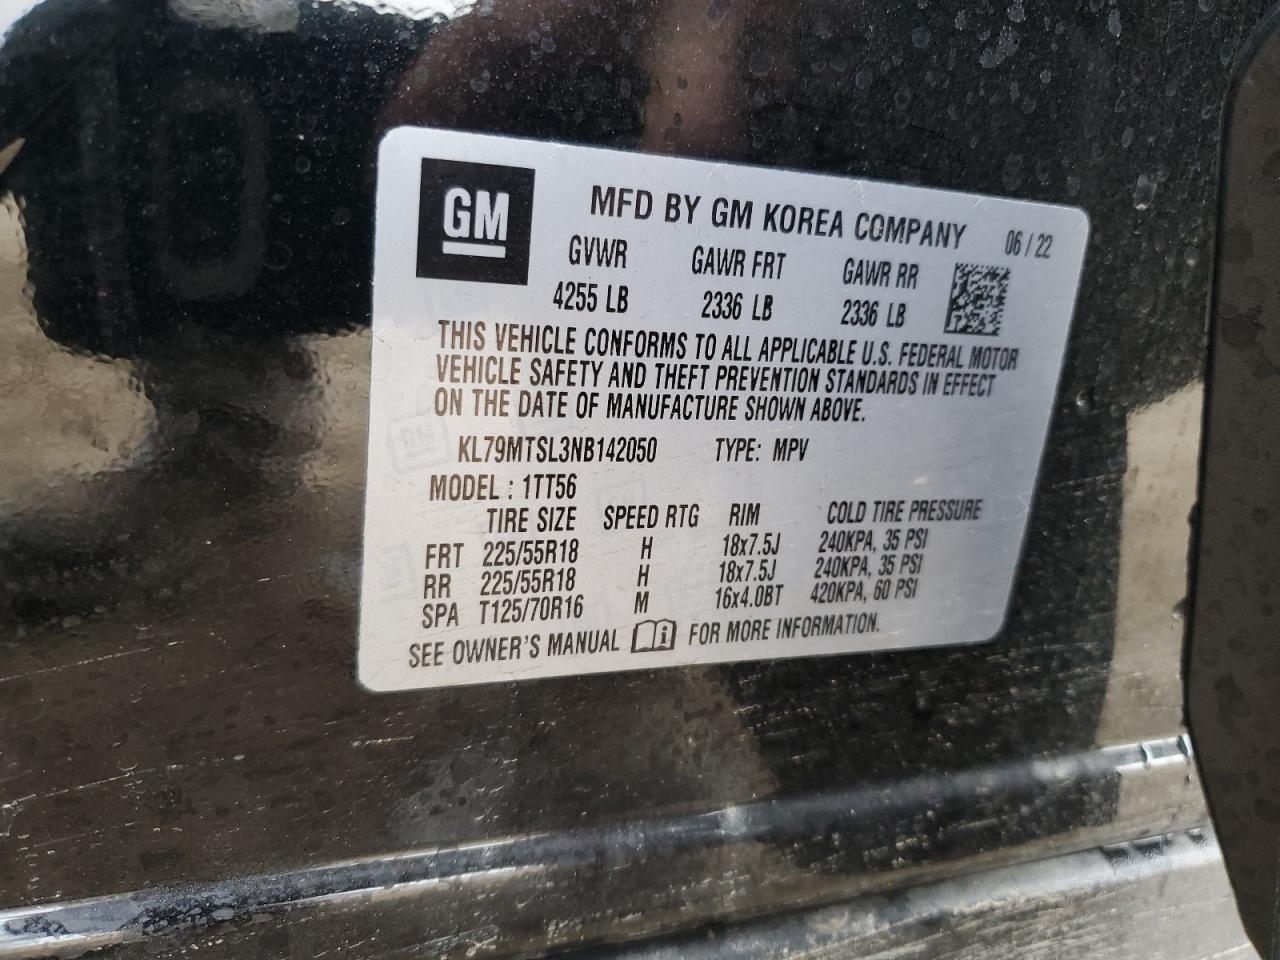 GM
MFD BY GM KOREA COMPANY 06 / 22
GVWR GAWR FRT GAWR RR
4255 LB 2336 LB 2336 LB
THIS VEHICLE CONFORMS TO ALL APPLICABLE U.S. FEDERAL MOTOR
VEHICLE SAFETY AND THEFT PREVENTION STANDARDS IN EFFECT
ON THE DATE OF MANUFACTURE SHOWN ABOVE.
KL79MTSL3NB142050 TYPE: MPV
MODEL : 1TT56
TIRE SIZE SPEED RTG RIM COLD TIRE PRESSURE
FRT 225/55R18 H 18x7.5J 240KPA, 35 PSI
RR 225/55R18 H 18x7.5J 240KPA, 35 PSI
SPA T125/70R16 M 16x4.0BT 420KPA, 60 PSI
SEE OWNER'S MANUAL FOR MORE INFORMATION.